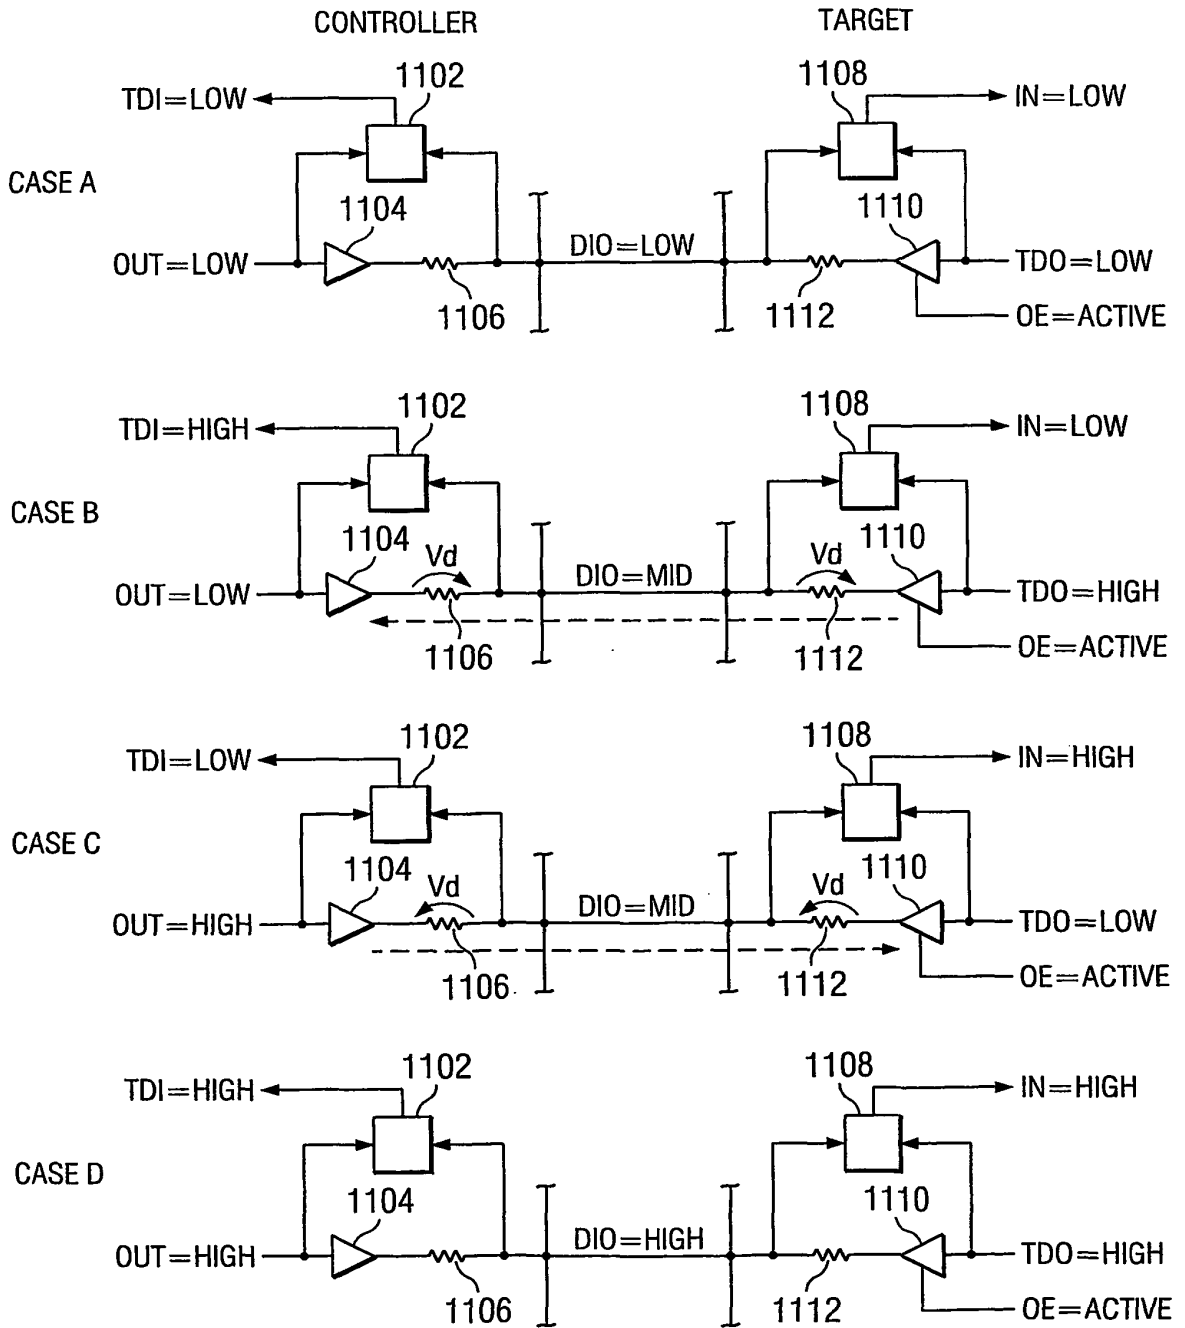 CONTROLLER
TARGET
1102
1108
TDI=LOW
IN=LOW
CASE A
1104
1110
OUT=LOW
DIO=LOW
TDO=LOW
1106
1112
OE=ACTIVE
1102
1108
TDI=HIGH
IN=LOW
CASE B
1104
1110
Vd
Vd
OUT=LOW
DIO=MID
TDO=HIGH
1106
1112
OE=ACTIVE
1102
1108
TDI=LOW
IN=HIGH
CASE C
1104
1110
Vd
Vd
OUT=HIGH
DIO=MID
TDO=LOW
1106
1112
OE=ACTIVE
1102
1108
TDI=HIGH
IN=HIGH
CASE D
1104
1110
OUT=HIGH
DIO=HIGH
TDO=HIGH
1106
1112
OE=ACTIVE